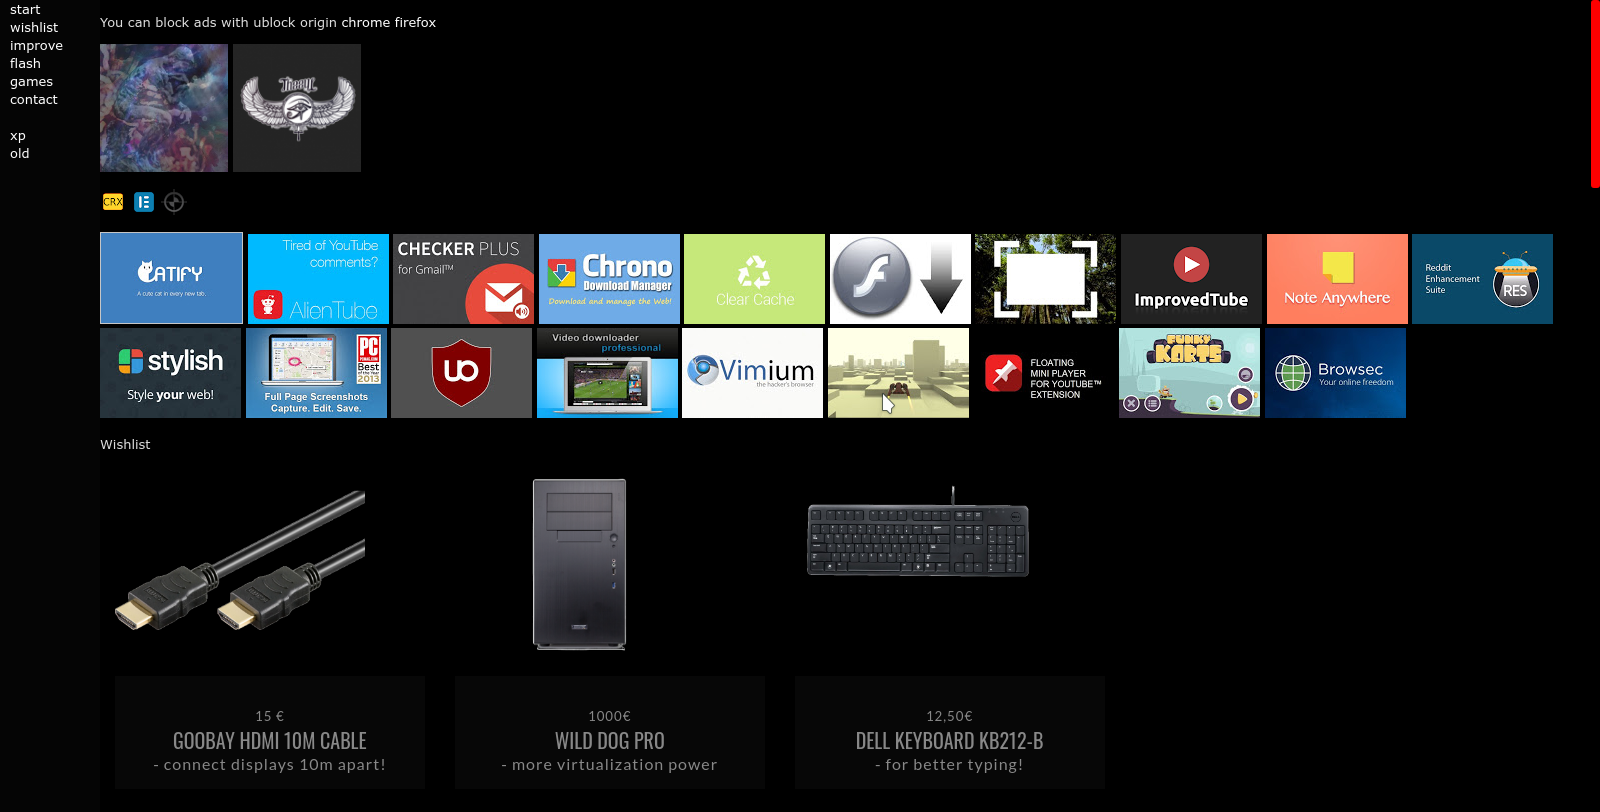 start
wishlist
improve
flash
games
contact
xp
old
You can block ads with ublock origin chrome firefox
CRX
CATIFY
A cute cat in every new tab.
Tired of YouTube
comments?
AlienTube
CHECKER PLUS
for Gmail™
Chrono
Download Manager
Download and manage the Web!
Clear Cache
ImprovedTube
Note Anywhere
Reddit
Enhancement
Suite
RES
stylish
Style your web!
PC
Best of the Year
2013
Full Page Screenshots
Capture. Edit. Save.
UO
Video downloader
professional
Vimium
the hacker's browser
FLOATING
MINI PLAYER
FOR YOUTUBE™
EXTENSION
FUNKY
KARTS
Browsec
Your online freedom
Wishlist
15 €
GOOBAY HDMI 10M CABLE
- connect displays 10m apart!
1000€
WILD DOG PRO
- more virtualization power
12,50€
DELL KEYBOARD KB212-B
- for better typing!